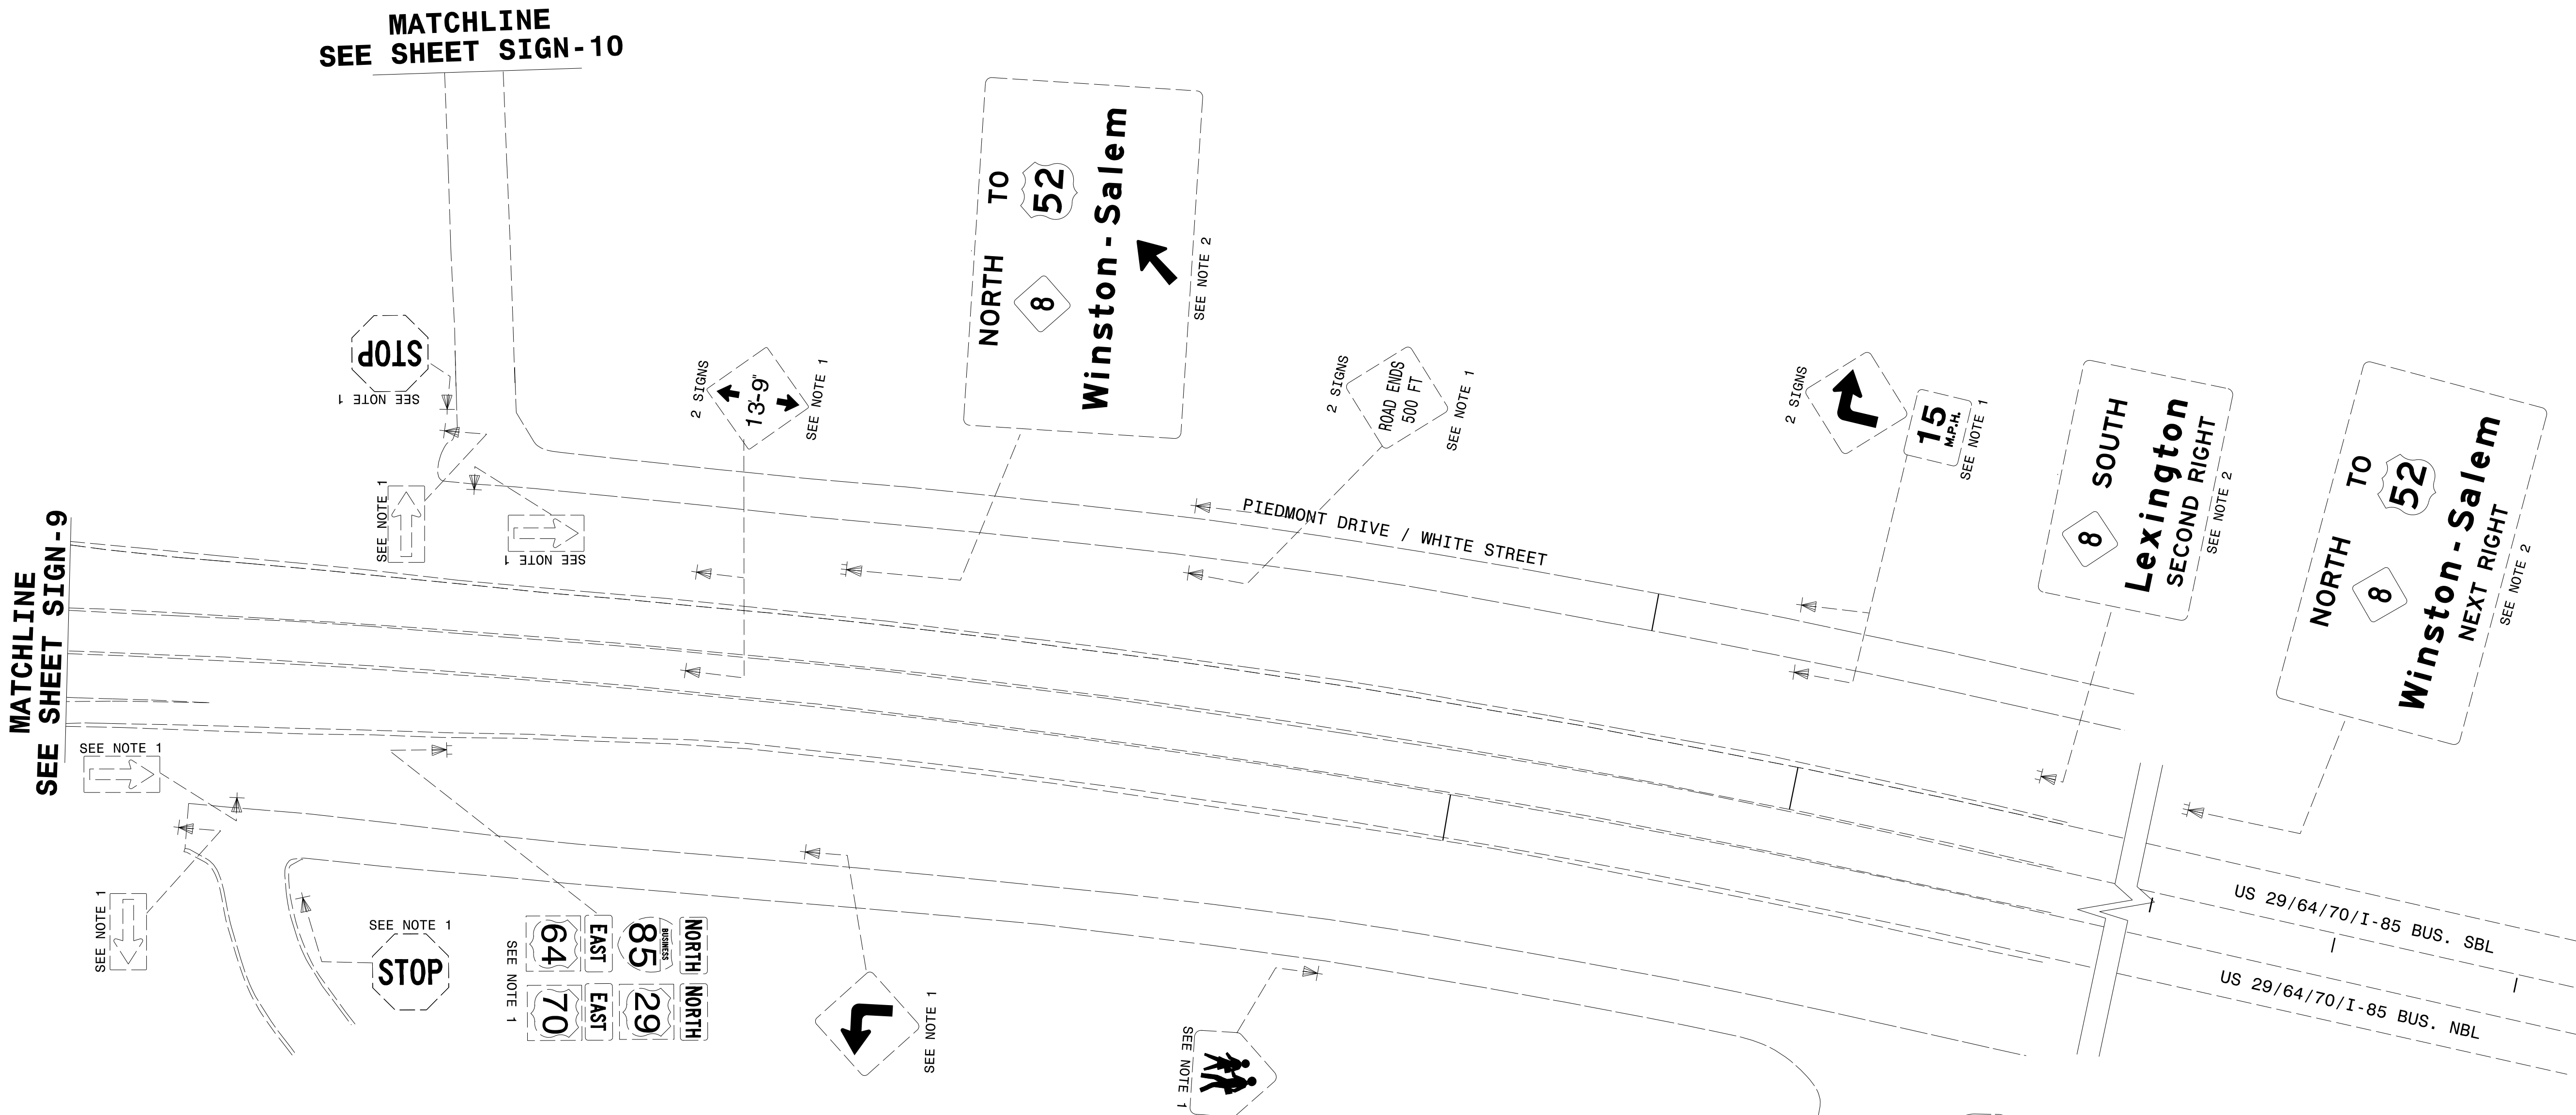 MATCHLINE
SEE SHEET SIGN-10
NORTH TO
8 52
Winston-Salem
SEE NOTE 2
STOP
SEE NOTE 1
2 SIGNS
13'-9"
SEE NOTE 1
2 SIGNS
ROAD ENDS
500 FT
SEE NOTE 1
2 SIGNS
15
M.P.H.
SEE NOTE 1
8 SOUTH
Lexington
SECOND RIGHT
SEE NOTE 2
NORTH TO
8 52
Winston-Salem
NEXT RIGHT
SEE NOTE 2
SEE NOTE 1
SEE NOTE 1
PIEDMONT DRIVE / WHITE STREET
MATCHLINE
SEE SHEET SIGN-9
SEE NOTE 1
SEE NOTE 1
SEE NOTE 1
STOP
NORTH NORTH
BUSINESS
85 29
EAST EAST
64 70
SEE NOTE 1
SEE NOTE 1
SEE NOTE 1
US 29/64/70/I-85 BUS. SBL
US 29/64/70/I-85 BUS. NBL